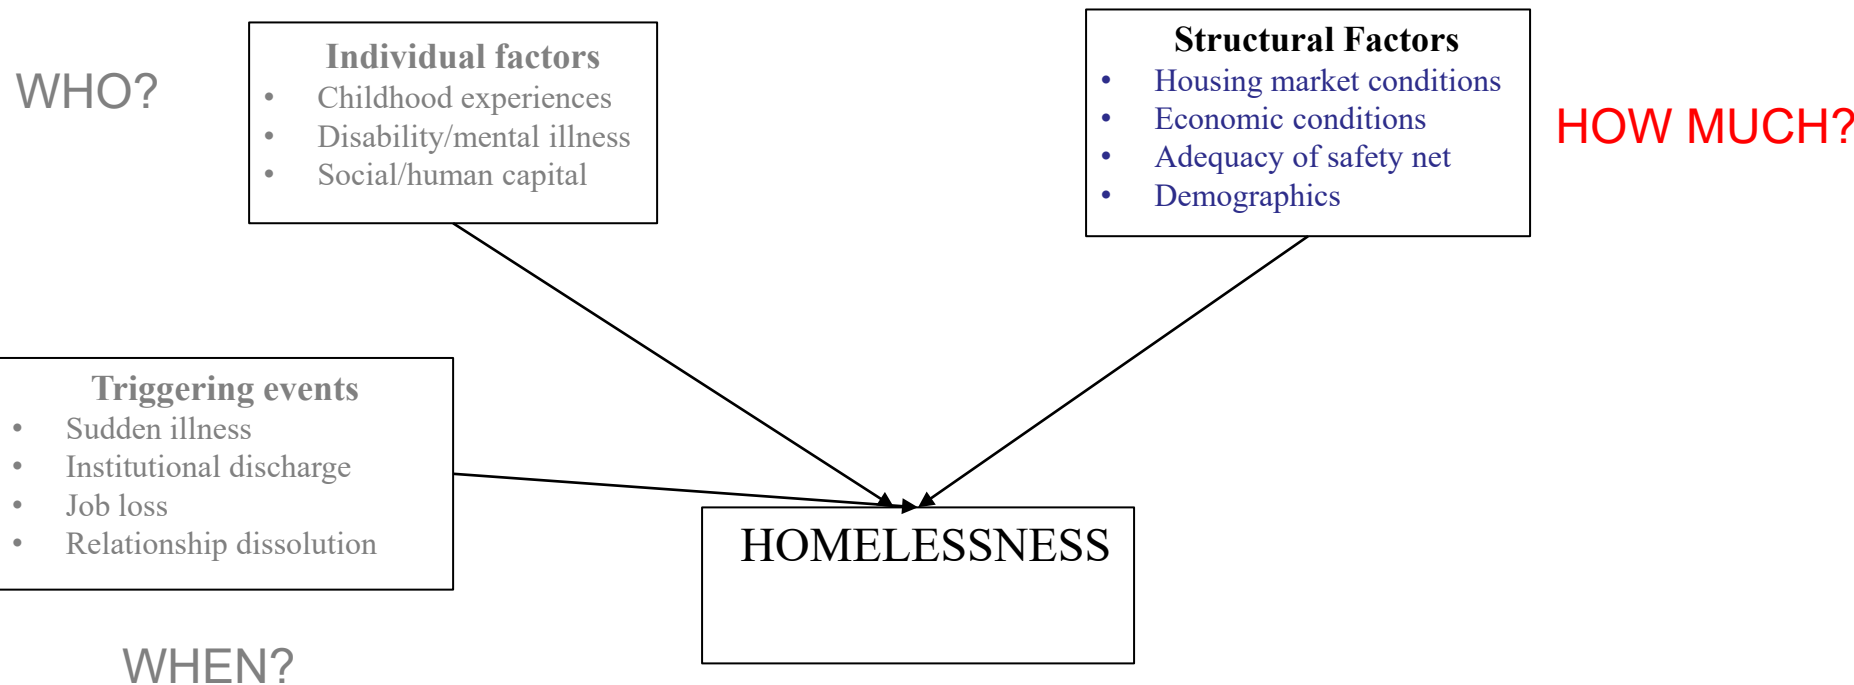 WHO?
Individual factors
• Childhood experiences
• Disability/mental illness
• Social/human capital
Structural Factors
• Housing market conditions
• Economic conditions
• Adequacy of safety net
• Demographics
HOW MUCH?
Triggering events
• Sudden illness
• Institutional discharge
• Job loss
• Relationship dissolution
WHEN?
HOMELESSNESS